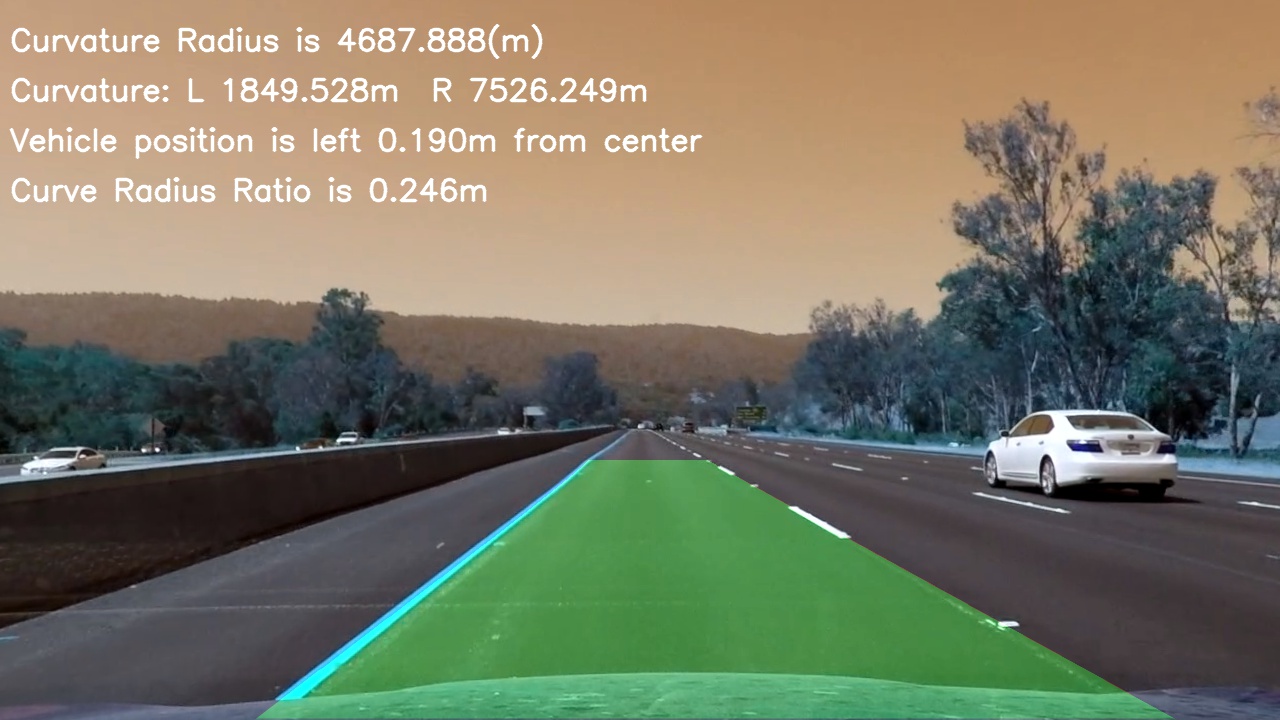 Curvature Radius is 4687.888(m)
Curvature: L 1849.528m R 7526.249m
Vehicle position is left 0.190m from center
Curve Radius Ratio is 0.246m